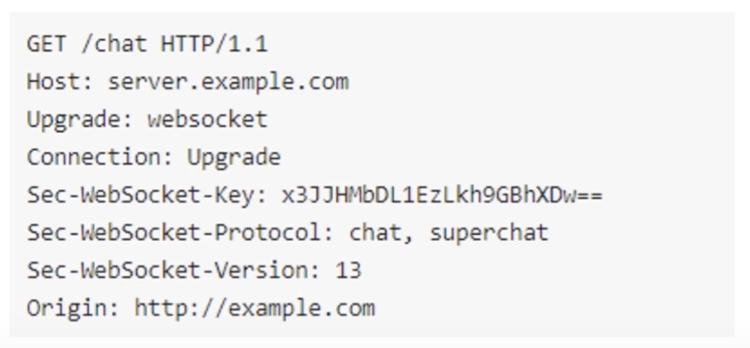 GET /chat HTTP/1.1
Host: server.example.com
Upgrade: websocket
Connection: Upgrade
Sec-WebSocket-Key: x3JJHMbDL1EzLkh9GBhXDw==
Sec-WebSocket-Protocol: chat, superchat
Sec-WebSocket-Version: 13
Origin: http://example.com